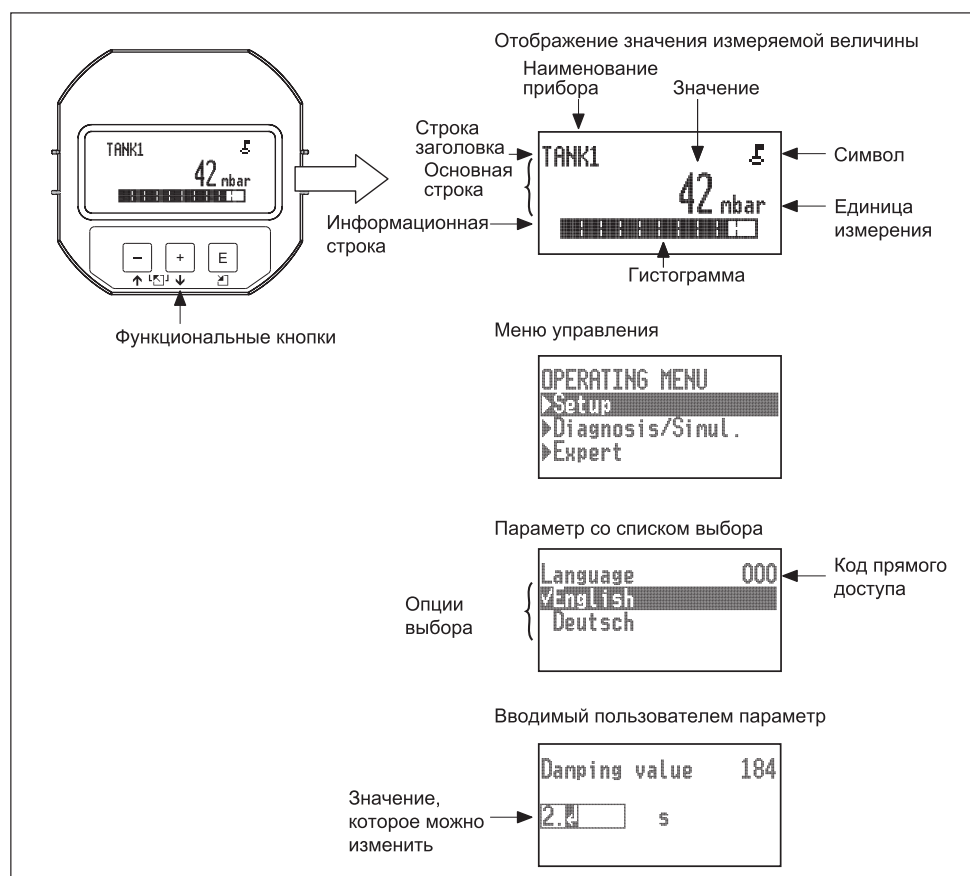 Отображение значения измеряемой величины
Наименование
прибора
Значение
Строка
заголовка
Основная
строка
Информационная
строка
TANK1
42 mbar
Символ
Единица
измерения
Гистограмма
TANK1
42 mbar
- + E
Функциональные кнопки
Меню управления
OPERATING MENU
Setup
Diagnosis/Simul.
Expert
Параметр со списком выбора
Language 000
English
Deutsch
Код прямого
доступа
Опции
выбора
Вводимый пользователем параметр
Damping value 184
2. s
Значение,
которое можно
изменить